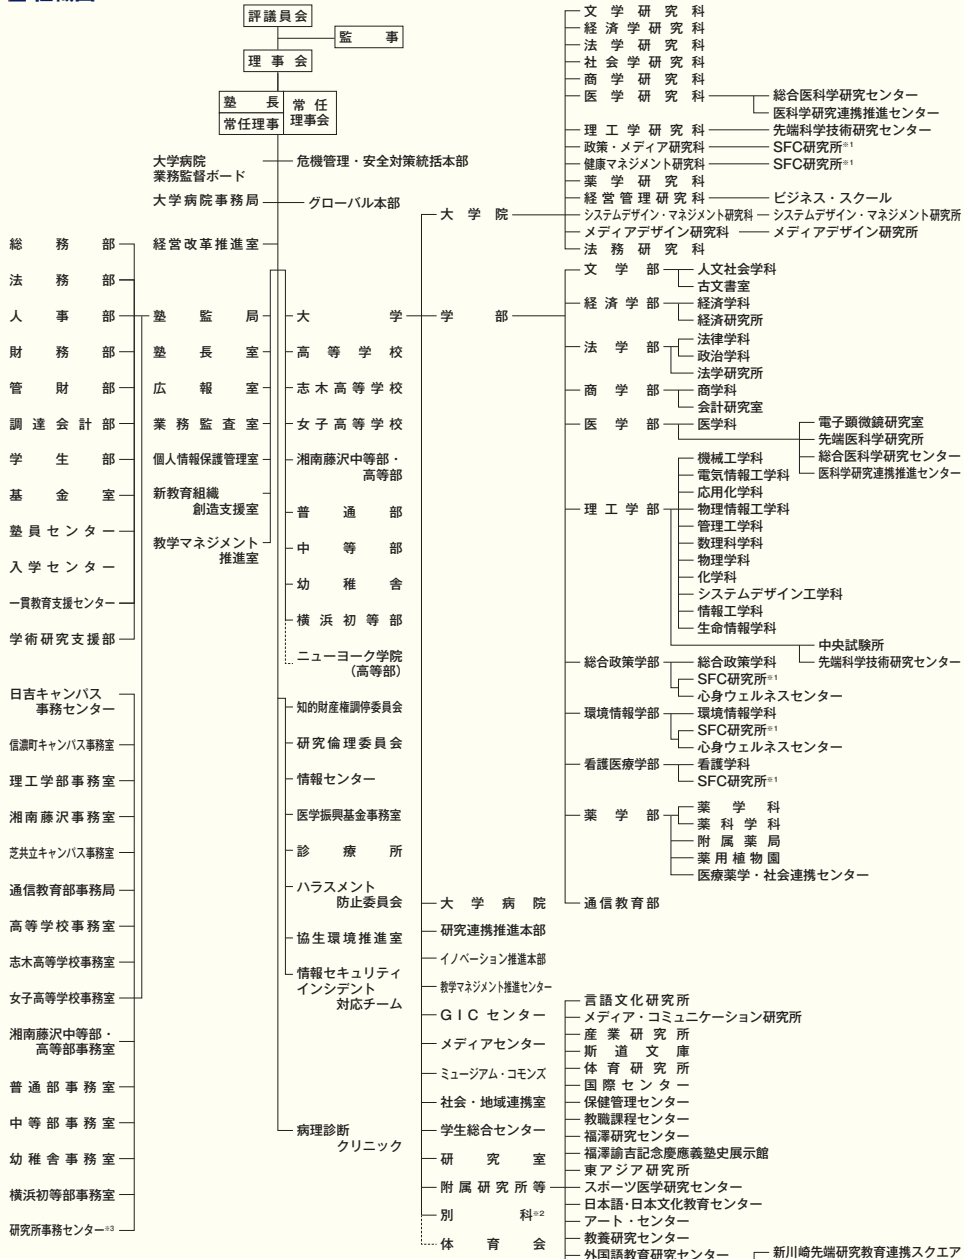 評議員会
監事
理事会
塾長
常任理事
常任
理事会
大学病院
業務監督ボード
危機管理・安全対策統括本部
大学病院事務局
グローバル本部
経営改革推進室
総務部
法務部
人事部
財務部
管財部
調達会計部
学生部
基金室
塾員センター
入学センター
一貫教育支援センター
学術研究支援部
日吉キャンパス
事務センター
信濃町キャンパス事務室
理工学部事務室
湘南藤沢事務室
芝共立キャンパス事務室
通信教育部事務局
高等学校事務室
志木高等学校事務室
女子高等学校事務室
湘南藤沢中等部・
高等部事務室
普通部事務室
中等部事務室
幼稚舎事務室
横浜初等部事務室
研究所事務センター※3
塾監局
塾長室
広報室
業務監査室
個人情報保護管理室
新教育組織
創造支援室
教学マネジメント
推進室
大学
高等学校
志木高等学校
女子高等学校
湘南藤沢中等部・
高等部
普通部
中等部
幼稚舎
横浜初等部
ニューヨーク学院
(高等部)
知的財産権調停委員会
研究倫理委員会
情報センター
医学振興基金事務室
診療所
ハラスメント
防止委員会
協生環境推進室
情報セキュリティ
インシデント
対応チーム
病理診断
クリニック
大学院
学部
大学病院
研究連携推進本部
イノベーション推進本部
教学マネジメント推進センター
GICセンター
メディアセンター
ミュージアム・コモンズ
社会・地域連携室
学生総合センター
研究室
附属研究所等
別科※2
体育会
文学研究科
経済学研究科
法学研究科
社会学研究科
商学研究科
医学研究科
総合医科学研究センター
医科学研究連携推進センター
理工学研究科
先端科学技術研究センター
政策・メディア研究科
SFC研究所※1
健康マネジメント研究科
SFC研究所※1
薬学研究科
経営管理研究科
ビジネス・スクール
システムデザイン・マネジメント研究科
システムデザイン・マネジメント研究所
メディアデザイン研究科
メディアデザイン研究所
法務研究科
文学部
人文社会学科
古文書室
経済学部
経済学科
経済研究所
法学部
法律学科
政治学科
法学研究所
商学部
商学科
会計研究室
医学部
医学科
電子顕微鏡研究室
先端医科学研究所
総合医科学研究センター
医科学研究連携推進センター
理工学部
機械工学科
電気情報工学科
応用化学科
物理情報工学科
管理工学科
数理科学科
物理学科
化学科
システムデザイン工学科
情報工学科
生命情報学科
中央試験所
先端科学技術研究センター
総合政策学部
総合政策学科
SFC研究所※1
心身ウェルネスセンター
環境情報学部
環境情報学科
SFC研究所※1
心身ウェルネスセンター
看護医療学部
看護学科
SFC研究所※1
薬学部
薬学科
薬科学科
附属薬局
薬用植物園
医療薬学・社会連携センター
通信教育部
言語文化研究所
メディア・コミュニケーション研究所
産業研究所
斯道文庫
体育研究所
国際センター
保健管理センター
教職課程センター
福澤研究センター
福澤諭吉記念慶應義塾史展示館
東アジア研究所
スポーツ医学研究センター
日本語・日本文化教育センター
アート・センター
教養研究センター
外国語教育研究センター
新川崎先端研究教育連携スクエア